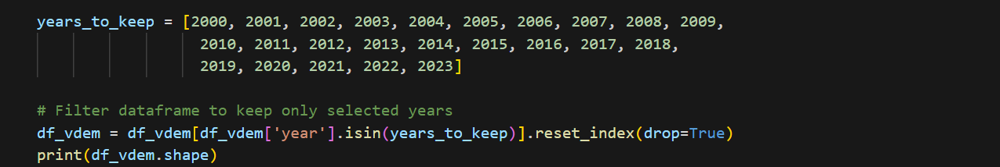 years_to_keep = [2000, 2001, 2002, 2003, 2004, 2005, 2006, 2007, 2008, 2009,
                  2010, 2011, 2012, 2013, 2014, 2015, 2016, 2017, 2018,
                  2019, 2020, 2021, 2022, 2023]

# Filter dataframe to keep only selected years
df_vdem = df_vdem[df_vdem['year'].isin(years_to_keep)].reset_index(drop=True)
print(df_vdem.shape)